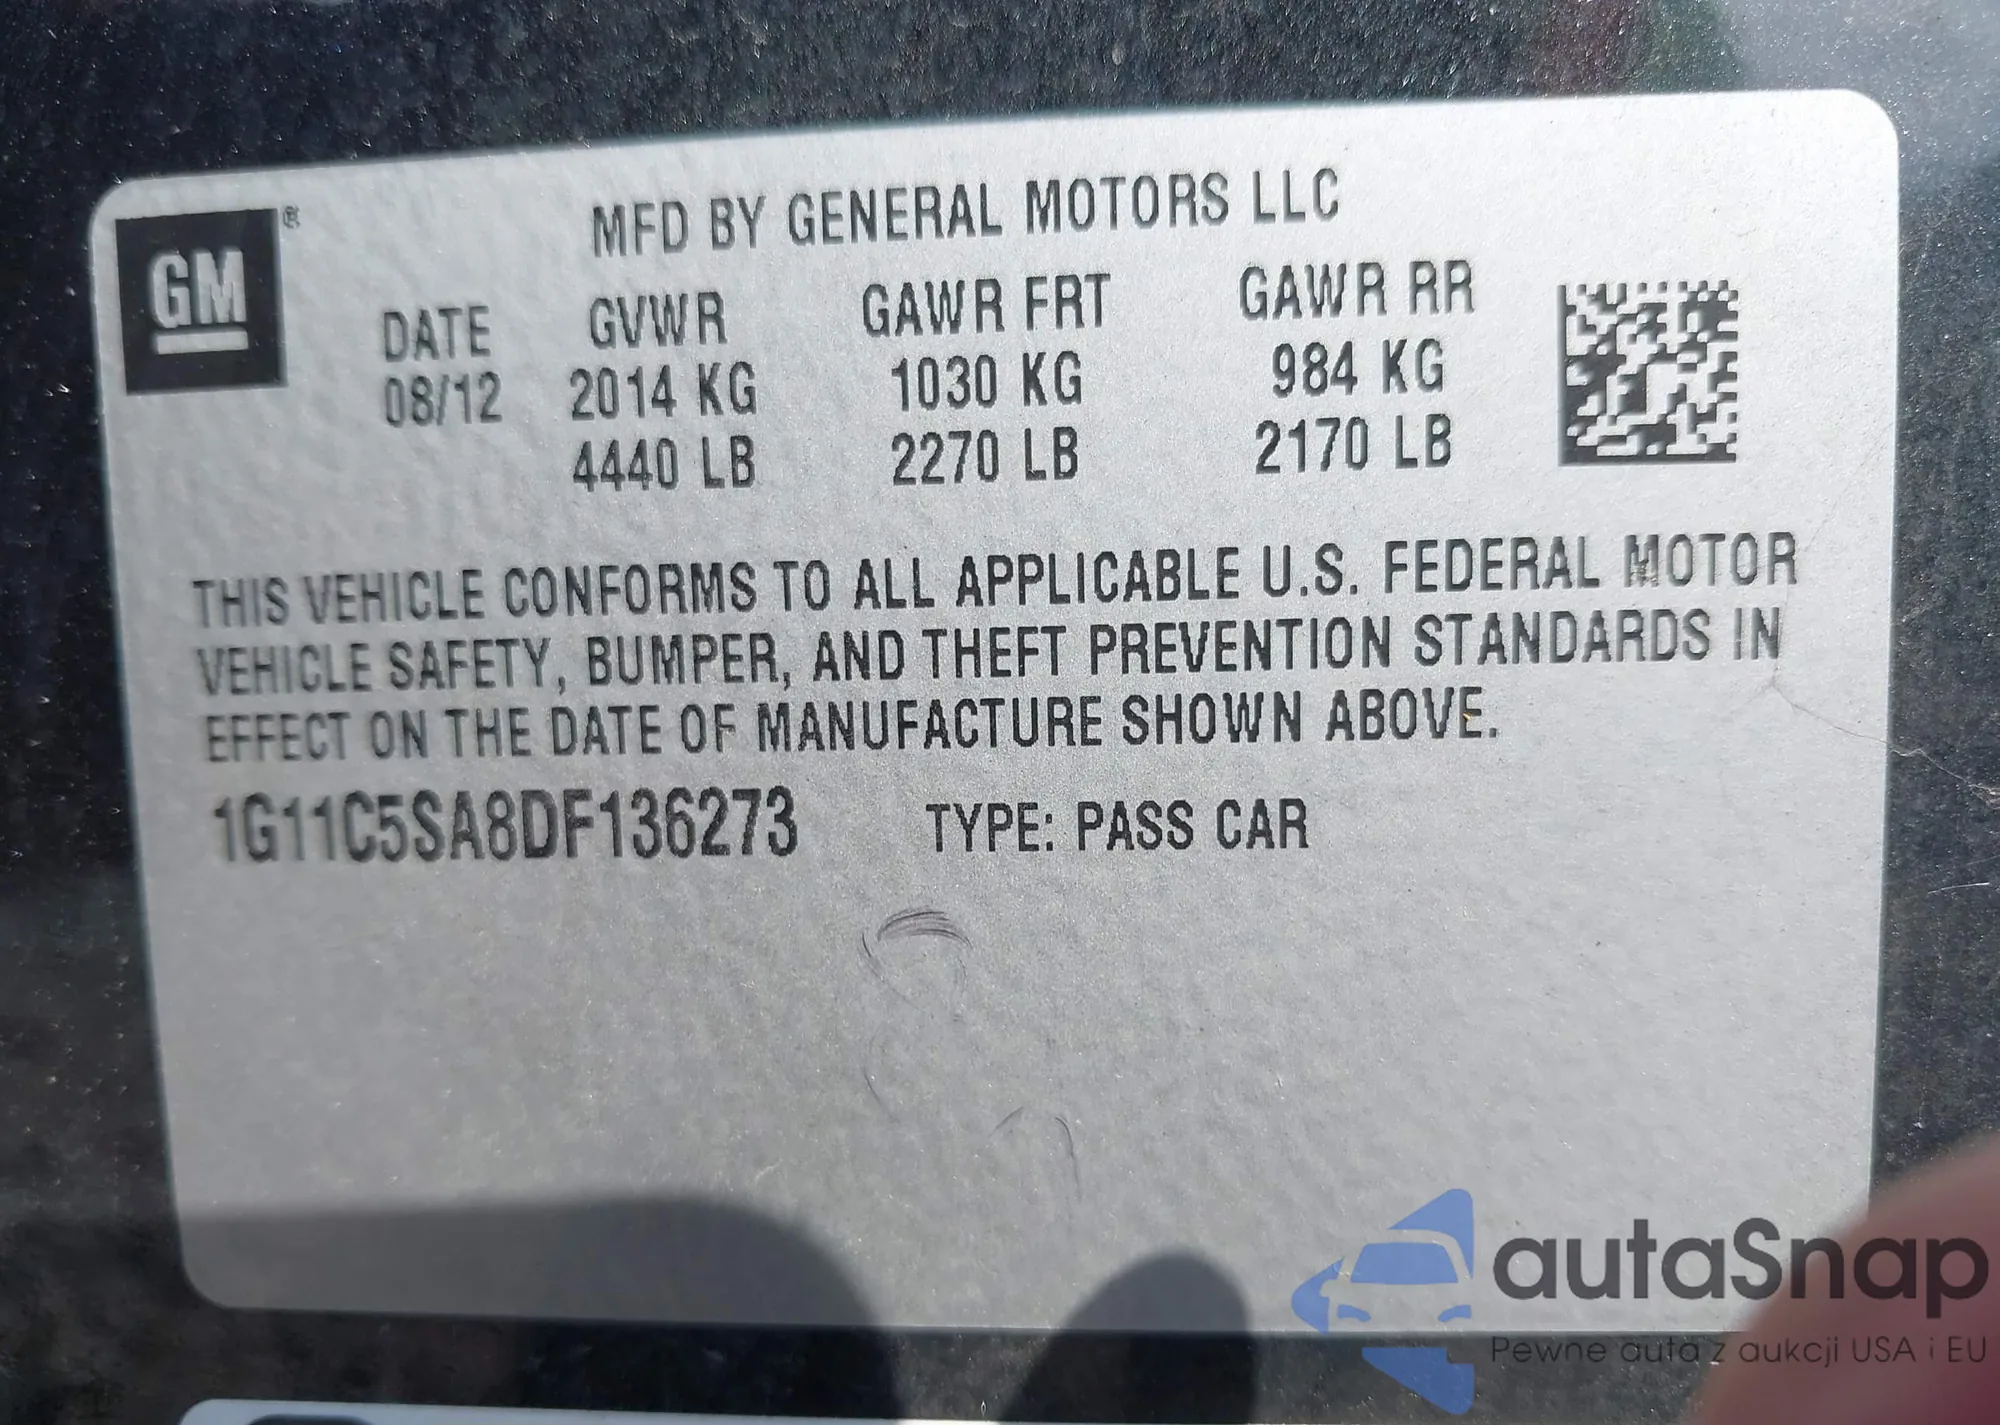 GM ®
MFD BY GENERAL MOTORS LLC
DATE GVWR GAWR FRT GAWR RR
08/12 2014 KG 1030 KG 984 KG
4440 LB 2270 LB 2170 LB
THIS VEHICLE CONFORMS TO ALL APPLICABLE U.S. FEDERAL MOTOR
VEHICLE SAFETY, BUMPER, AND THEFT PREVENTION STANDARDS IN
EFFECT ON THE DATE OF MANUFACTURE SHOWN ABOVE.
1G11C5SA8DF136273 TYPE: PASS CAR
autaSnap
Pewne auta z aukcji USA i EU